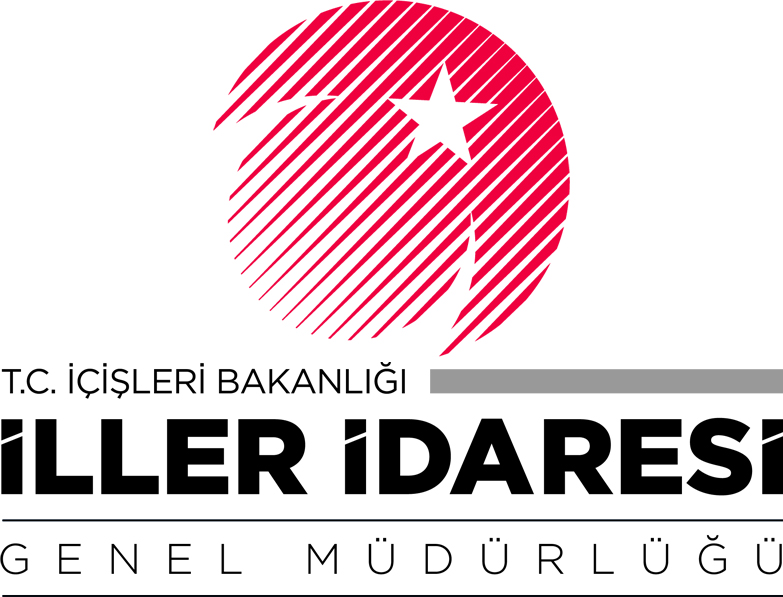 T.C. İÇİŞLERİ BAKANLIĞI
İLLER İDARESİ
GENEL MÜDÜRLÜĞÜ